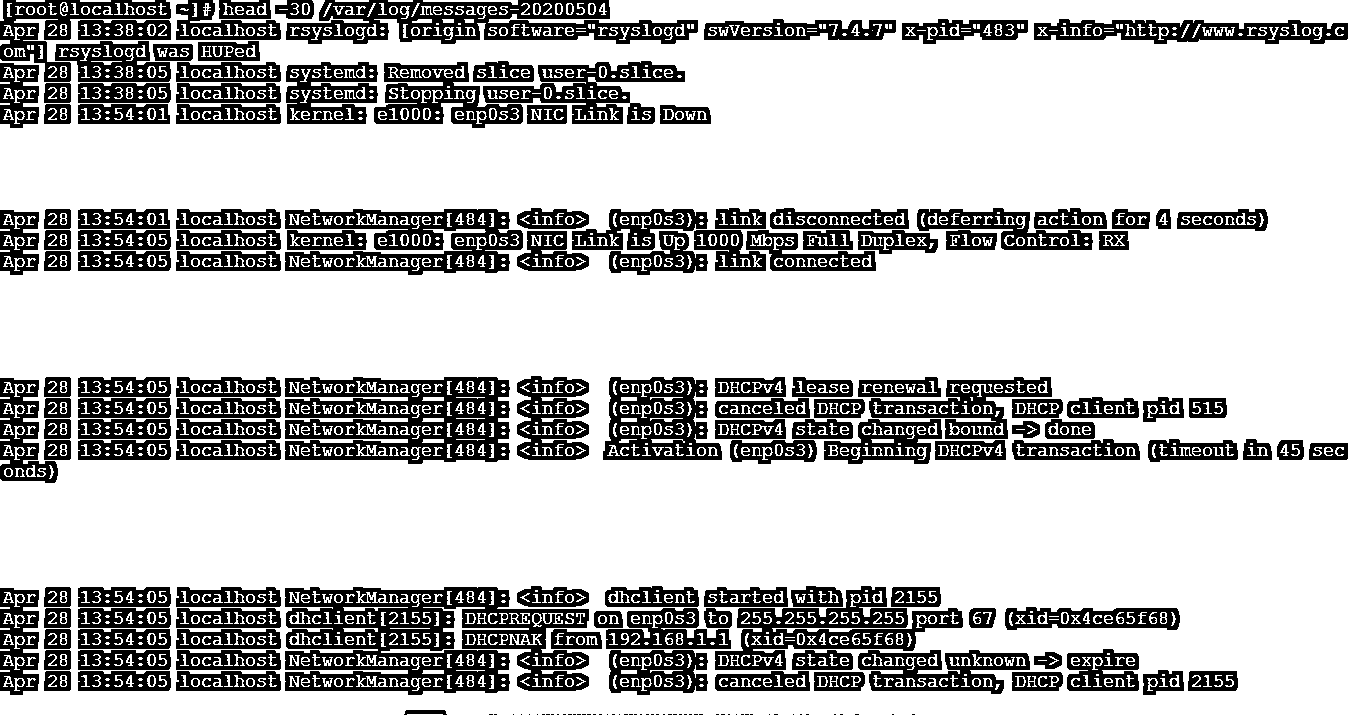 [root@localhost ~]# head -30 /var/log/messages-20200504
Apr 28 13:38:02 localhost rsyslogd: [origin software="rsyslogd" swVersion="7.4.7" x-pid="483" x-info="http://www.rsyslog.c
om"] rsyslogd was HUPed
Apr 28 13:38:05 localhost systemd: Removed slice user-0.slice.
Apr 28 13:38:05 localhost systemd: Stopping user-0.slice.
Apr 28 13:54:01 localhost kernel: e1000: enp0s3 NIC Link is Down
Apr 28 13:54:01 localhost NetworkManager[484]: <info>  (enp0s3): link disconnected (deferring action for 4 seconds)
Apr 28 13:54:05 localhost kernel: e1000: enp0s3 NIC Link is Up 1000 Mbps Full Duplex, Flow Control: RX
Apr 28 13:54:05 localhost NetworkManager[484]: <info>  (enp0s3): link connected
Apr 28 13:54:05 localhost NetworkManager[484]: <info>  (enp0s3): DHCPv4 lease renewal requested
Apr 28 13:54:05 localhost NetworkManager[484]: <info>  (enp0s3): canceled DHCP transaction, DHCP client pid 515
Apr 28 13:54:05 localhost NetworkManager[484]: <info>  (enp0s3): DHCPv4 state changed bound -> done
Apr 28 13:54:05 localhost NetworkManager[484]: <info>  Activation (enp0s3) Beginning DHCPv4 transaction (timeout in 45 sec
onds)
Apr 28 13:54:05 localhost NetworkManager[484]: <info>  dhclient started with pid 2155
Apr 28 13:54:05 localhost dhclient[2155]: DHCPREQUEST on enp0s3 to 255.255.255.255 port 67 (xid=0x4ce65f68)
Apr 28 13:54:05 localhost dhclient[2155]: DHCPNAK from 192.168.1.1 (xid=0x4ce65f68)
Apr 28 13:54:05 localhost NetworkManager[484]: <info>  (enp0s3): DHCPv4 state changed unknown -> expire
Apr 28 13:54:05 localhost NetworkManager[484]: <info>  (enp0s3): canceled DHCP transaction, DHCP client pid 2155